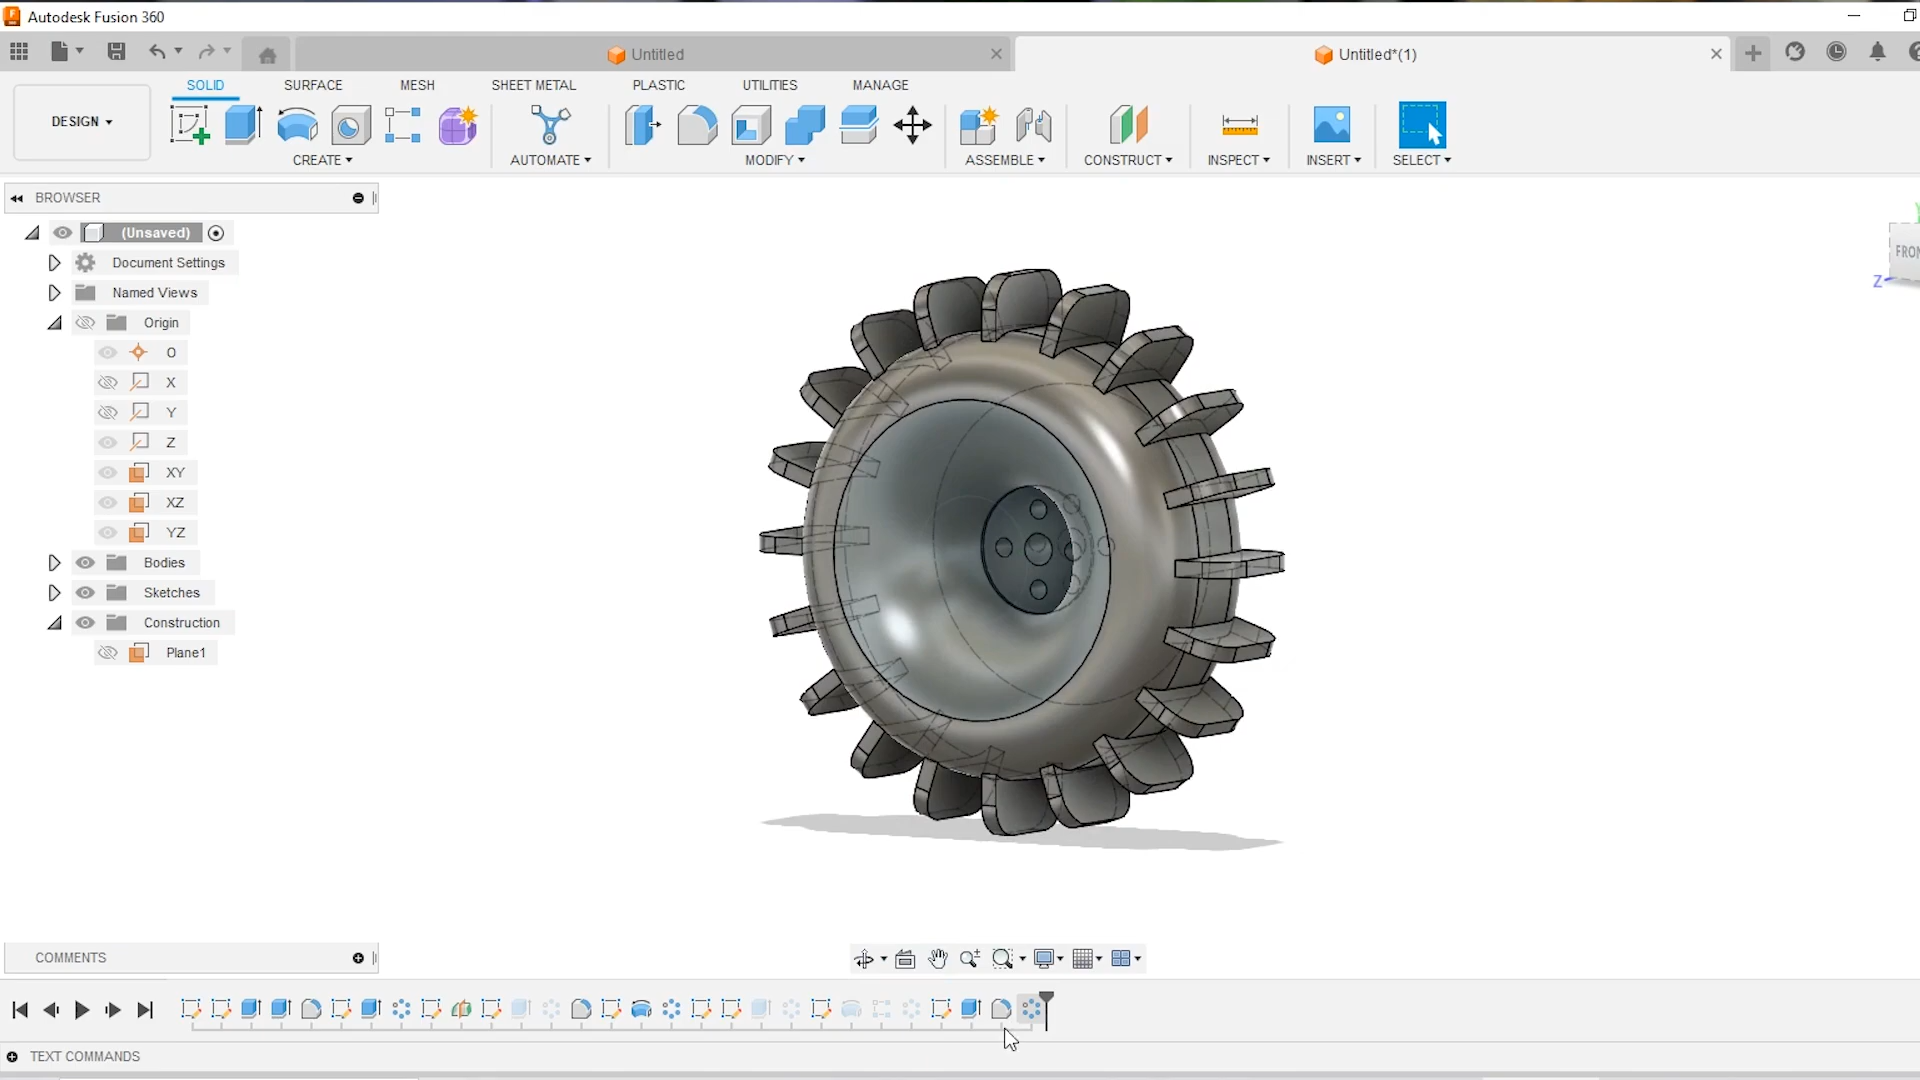 Autodesk Fusion 360
Untitled
Untitled*(1)
SOLID SURFACE MESH SHEET METAL PLASTIC UTILITIES MANAGE
DESIGN
CREATE AUTOMATE MODIFY ASSEMBLE CONSTRUCT INSPECT INSERT SELECT
BROWSER
(Unsaved)
Document Settings
Named Views
Origin
O
X
Y
Z
XY
XZ
YZ
Bodies
Sketches
Construction
Plane1
Z
COMMENTS
TEXT COMMANDS